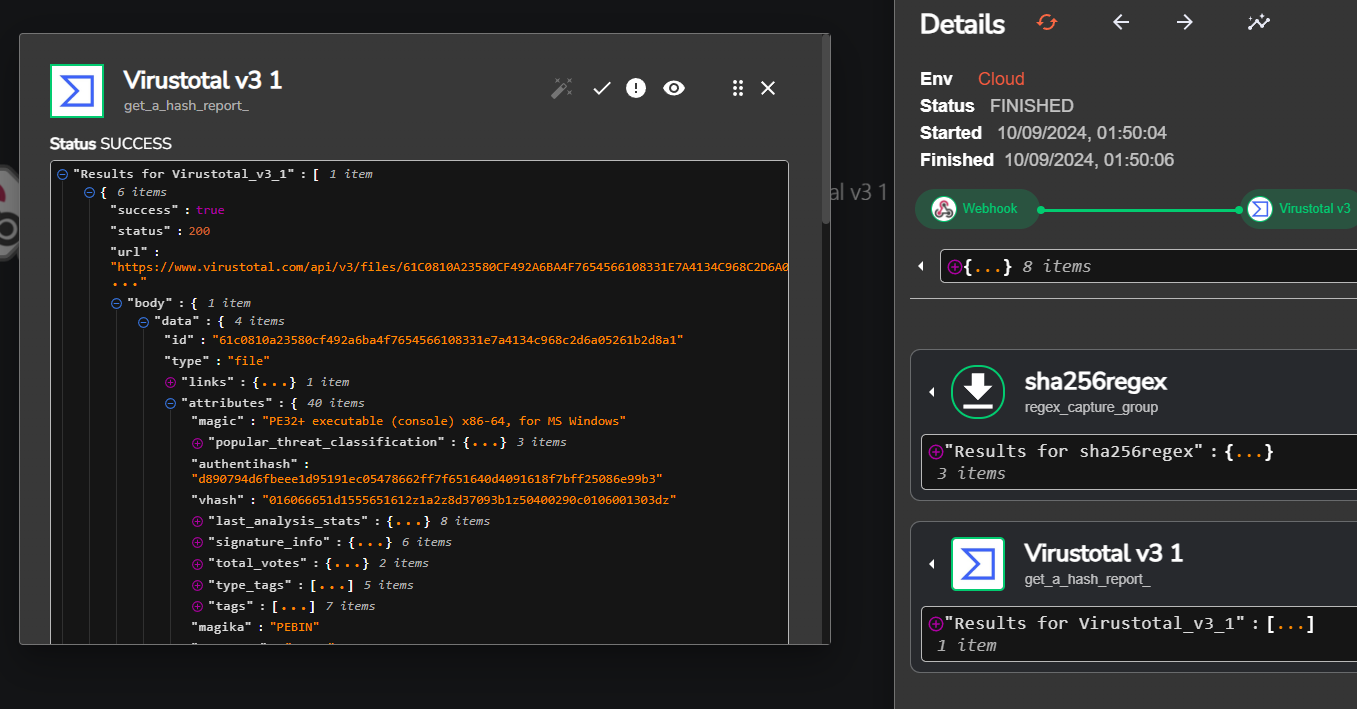 Virustotal v3 1
get_a_hash_report_
Status SUCCESS
"Results for Virustotal_v3_1" : [ 1 item
{ 6 items
"success" : true
"status" : 200
"url" :
"https://www.virustotal.com/api/v3/files/61C0810A23580CF492A6BA4F7654566108331E7A4134C968C2D6A0
..."
"body" : { 1 item
"data" : { 4 items
"id" : "61c0810a23580cf492a6ba4f7654566108331e7a4134c968c2d6a05261b2d8a1"
"type" : "file"
"links" : {...} 1 item
"attributes" : { 40 items
"magic" : "PE32+ executable (console) x86-64, for MS Windows"
"popular_threat_classification" : {...} 3 items
"authentihash" :
"d890794d6fbeee1d95191ec05478662ff7f651640d4091618f7bff25086e99b3"
"vhash" : "016066651d1555651612z1a2z8d37093b1z50400290c0106001303dz"
"last_analysis_stats" : {...} 8 items
"signature_info" : {...} 6 items
"total_votes" : {...} 2 items
"type_tags" : [...] 5 items
"tags" : [...] 7 items
"magika" : "PEBIN"
al v3 1
Details
Env Cloud
Status FINISHED
Started 10/09/2024, 01:50:04
Finished 10/09/2024, 01:50:06
Webhook
Virustotal v3
{...} 8 items
sha256regex
regex_capture_group
"Results for sha256regex" : {...}
3 items
Virustotal v3 1
get_a_hash_report_
"Results for Virustotal_v3_1" : [...]
1 item